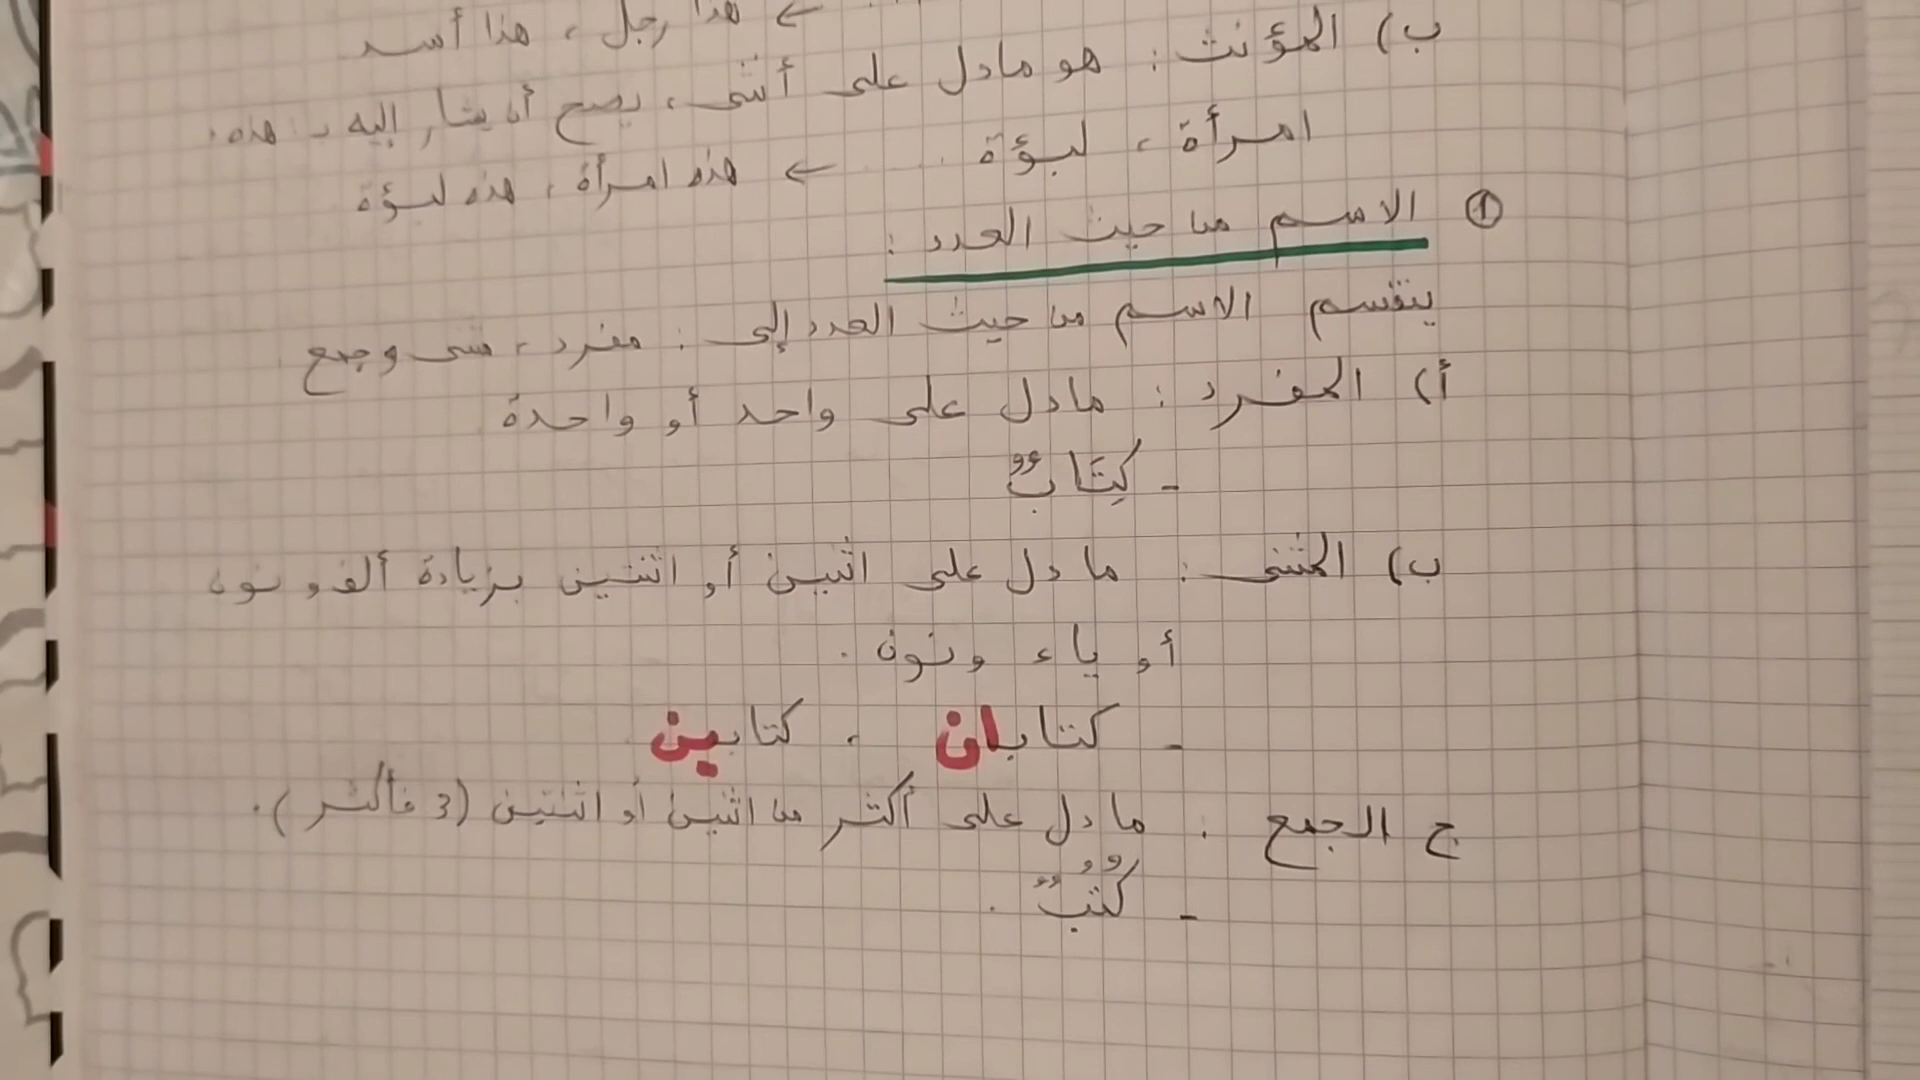 ← هذا رجل ، هذا أسد
ب) المؤنث : هو مادل على أنثى ، يصح أن يشار إليه بـ : هذه .
امرأة ، لبؤة ← هذه امرأة ، هذه لبؤة
① الاسم من حيث العدد :
ينقسم الاسم من حيث العدد إلى : مفرد ، مثنى وجمع
أ) المفرد : مادل على واحد أو واحدة
- كِتَابٌ
ب) المثنى : ما دل على اثنين أو اثنتين بزيادة ألف و نون
أو ياء ونون .
- كتابان . كتابين
ج الجمع : ما دل على أكثر من اثنين أو اثنتين (3 فأكثر) .
- كُتُبٌ .